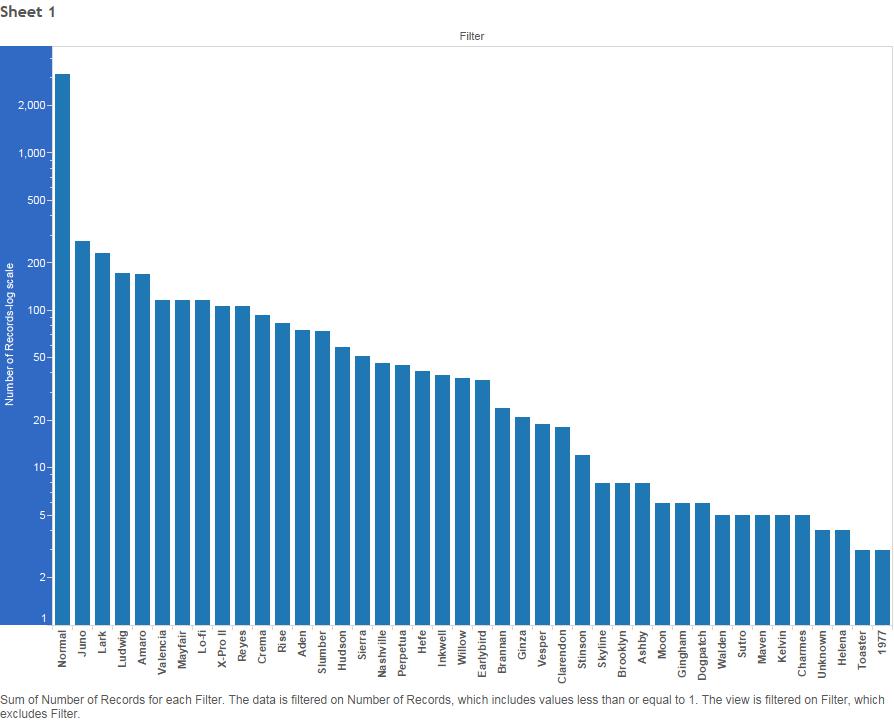 Sheet 1
Filter
Number of Records-log scale
2,000
1,000
500
200
100
50
20
10
5
2
1
Normal
Juno
Lark
Ludwig
Amaro
Valencia
Mayfair
Lo-fi
X-Pro II
Reyes
Crema
Rise
Aden
Slumber
Hudson
Sierra
Nashville
Perpetua
Hefe
Inkwell
Willow
Earlybird
Brannan
Ginza
Vesper
Clarendon
Stinson
Skyline
Brooklyn
Ashby
Moon
Gingham
Dogpatch
Walden
Sutro
Maven
Kelvin
Charmes
Unknown
Helena
Toaster
1977
Sum of Number of Records for each Filter. The data is filtered on Number of Records, which includes values less than or equal to 1. The view is filtered on Filter, which
excludes Filter.